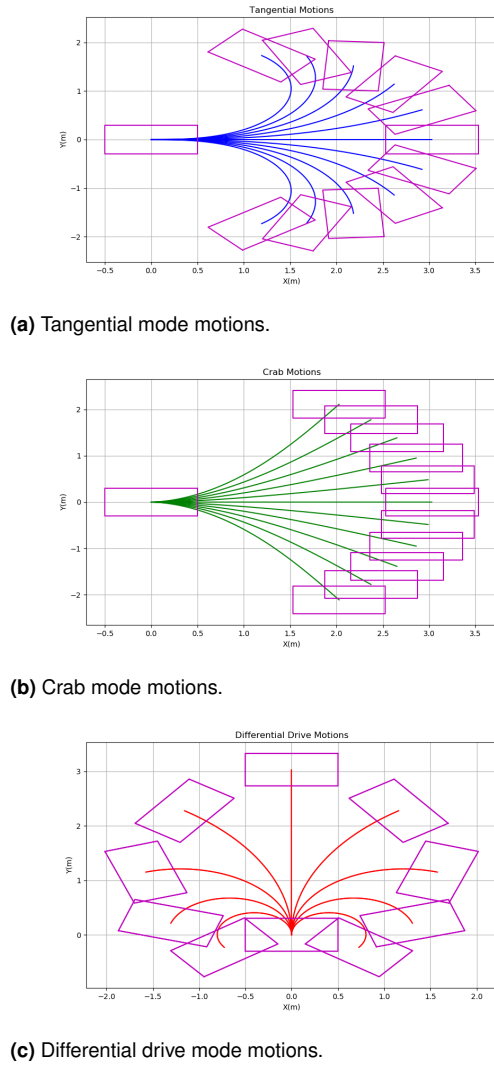 Tangential Motions
2
1
0
−1
−2
Y(m)
−0.5 0.0 0.5 1.0 1.5 2.0 2.5 3.0 3.5
X(m)
(a) Tangential mode motions.
Crab Motions
2
1
0
−1
−2
Y(m)
−0.5 0.0 0.5 1.0 1.5 2.0 2.5 3.0 3.5
X(m)
(b) Crab mode motions.
Differential Drive Motions
3
2
1
0
Y(m)
−2.0 −1.5 −1.0 −0.5 0.0 0.5 1.0 1.5 2.0
X(m)
(c) Differential drive mode motions.